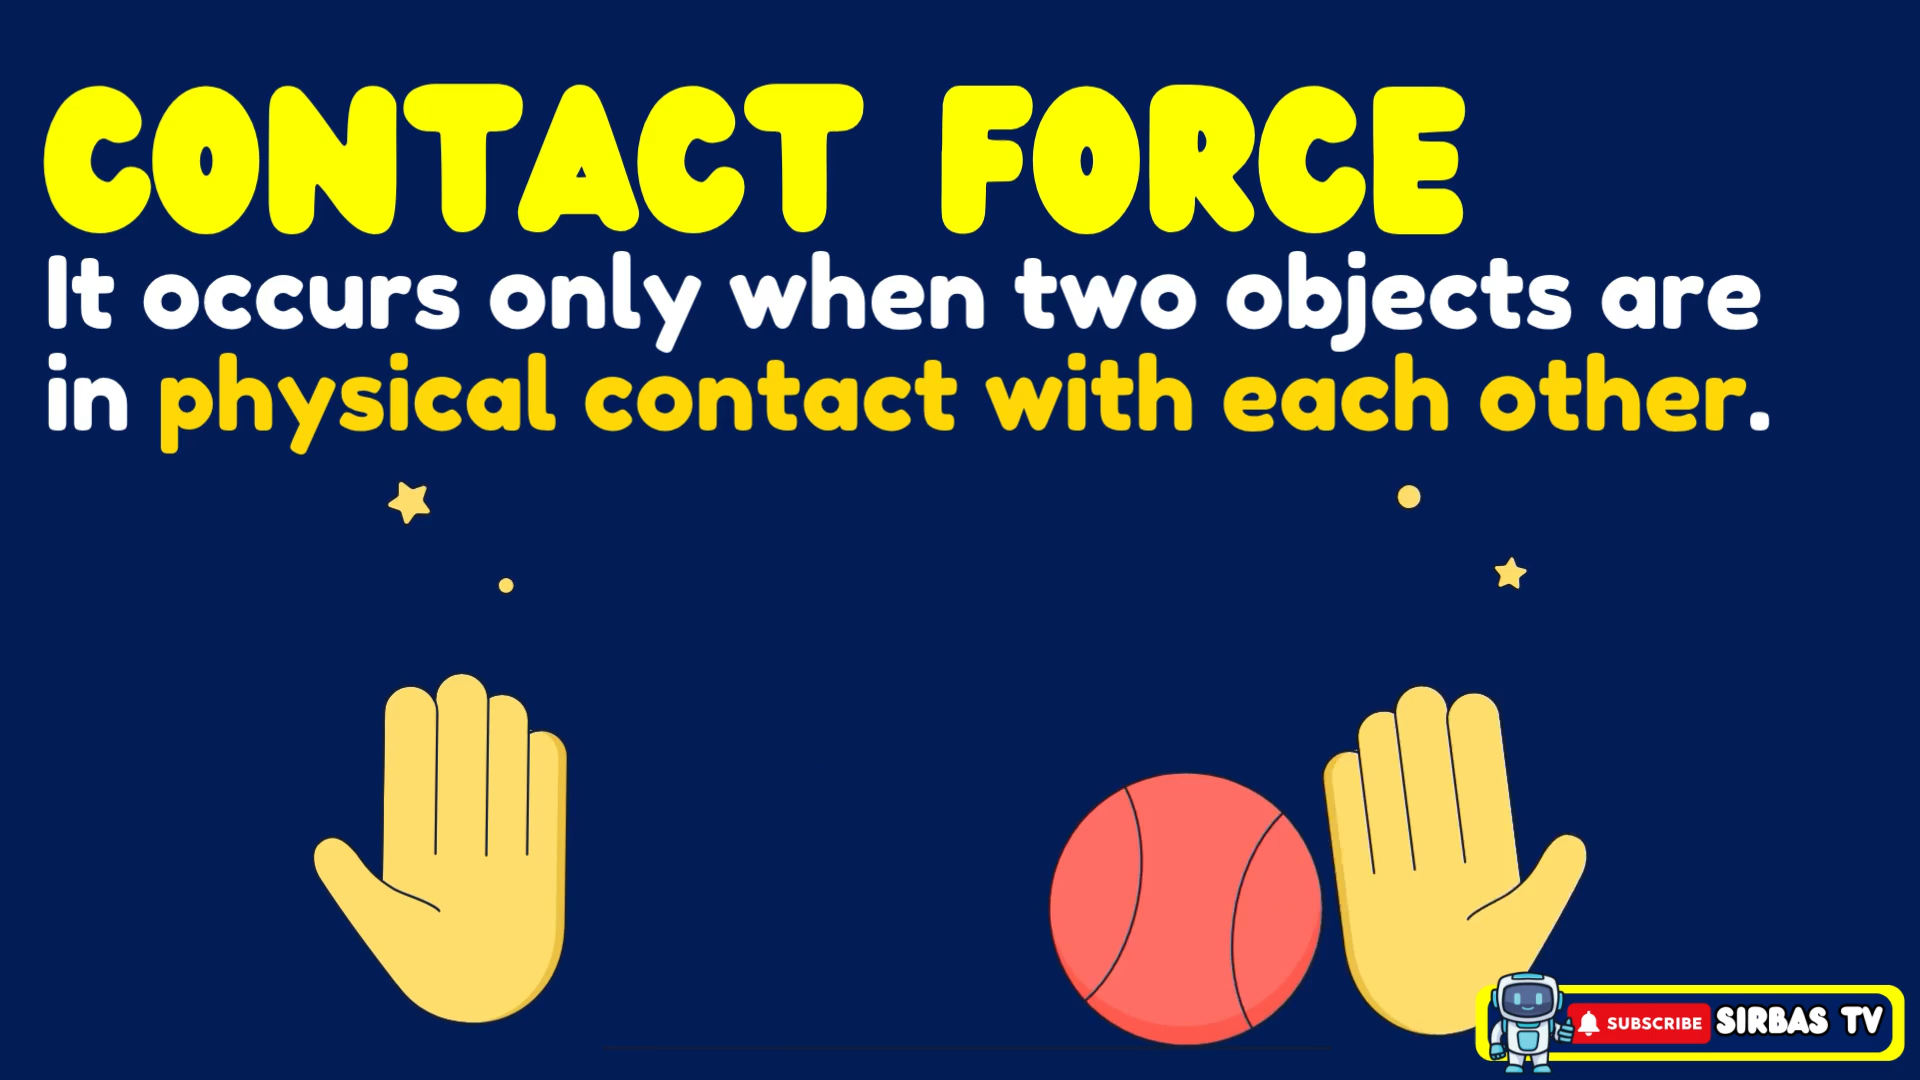 CONTACT FORCE
It occurs only when two objects are
in physical contact with each other.
SUBSCRIBE SIRBAS TV